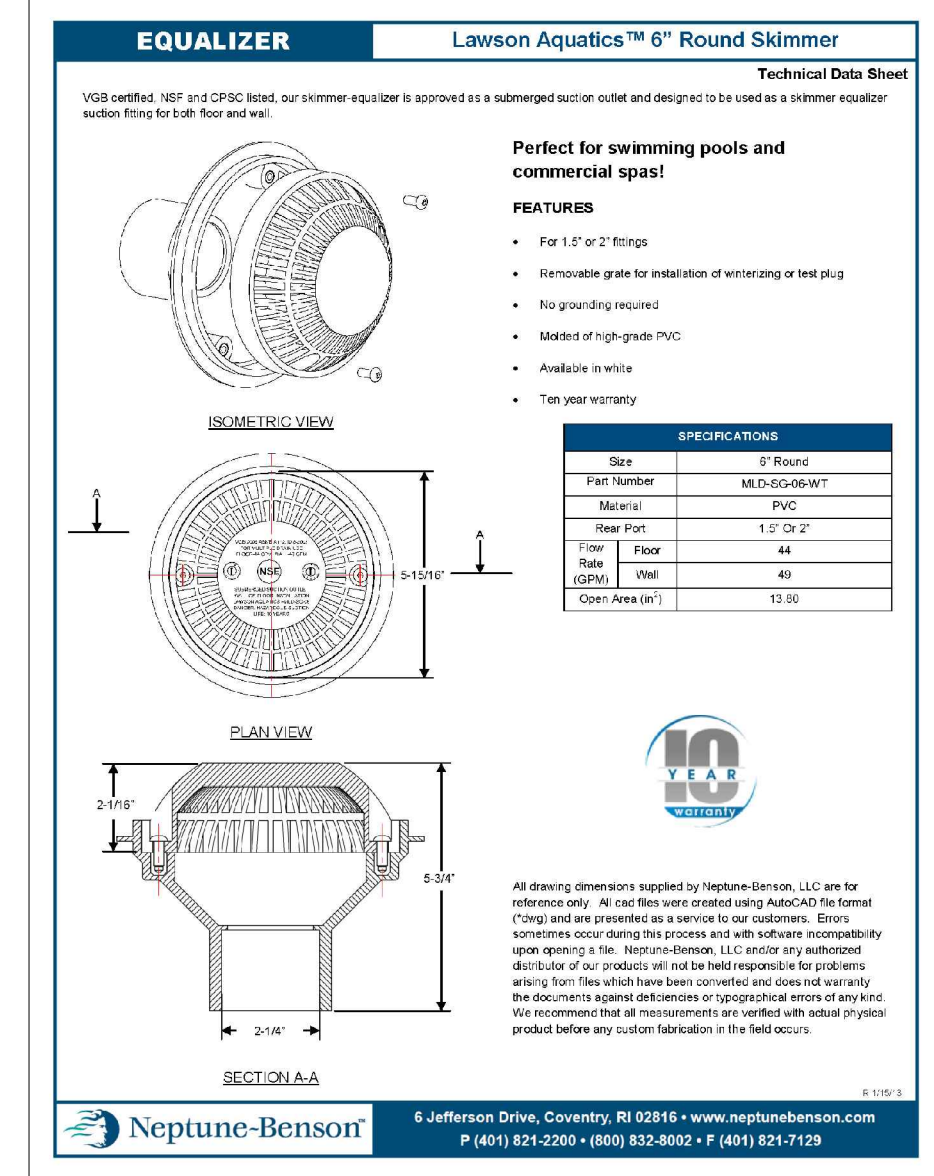 EQUALIZER
Lawson Aquatics™ 6” Round Skimmer
Technical Data Sheet
VGB certified, NSF and CPSC listed, our skimmer-equalizer is approved as a submerged suction outlet and designed to be used as a skimmer equalizer
suction fitting for both floor and wall.
Perfect for swimming pools and
commercial spas!
FEATURES
• For 1.5” or 2” fittings
• Removable grate for installation of winterizing or test plug
• No grounding required
• Molded of high-grade PVC
• Available in white
• Ten year warranty
ISOMETRIC VIEW
SPECIFICATIONS
Size 6” Round
Part Number MLD-SG-06-WT
Material PVC
Rear Port 1.5” Or 2”
Flow Rate (GPM) Floor 44
Wall 49
Open Area (in²) 13.80
A
A
NSF
5-15/16”
PLAN VIEW
10
YEAR
warranty
2-1/16”
5-3/4”
2-1/4”
SECTION A-A
All drawing dimensions supplied by Neptune-Benson, LLC are for
reference only. All cad files were created using AutoCAD file format
(*dwg) and are presented as a service to our customers. Errors
sometimes occur during this process and with software incompatibility
upon opening a file. Neptune-Benson, LLC and/or any authorized
distributor of our products will not be held responsible for problems
arising from files which have been converted and does not warranty
the documents against deficiencies or typographical errors of any kind.
We recommend that all measurements are verified with actual physical
product before any custom fabrication in the field occurs.
R 1/15/13
Neptune-Benson™
6 Jefferson Drive, Coventry, RI 02816 • www.neptunebenson.com
P (401) 821-2200 • (800) 832-8002 • F (401) 821-7129